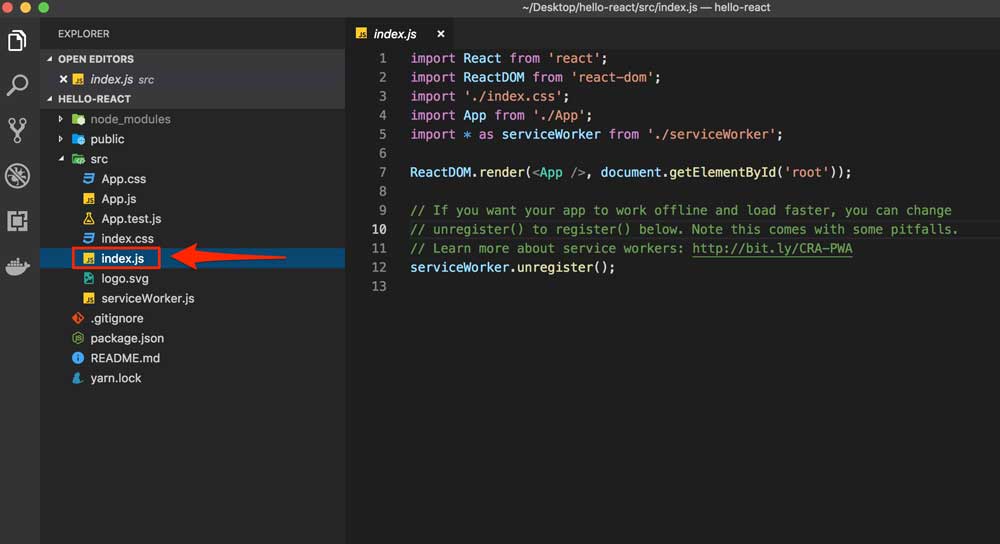 ~/Desktop/hello-react/src/index.js — hello-react
EXPLORER
OPEN EDITORS
index.js src
HELLO-REACT
node_modules
public
src
App.css
App.js
App.test.js
index.css
index.js
logo.svg
serviceWorker.js
.gitignore
package.json
README.md
yarn.lock
index.js
1 import React from 'react';
2 import ReactDOM from 'react-dom';
3 import './index.css';
4 import App from './App';
5 import * as serviceWorker from './serviceWorker';
6
7 ReactDOM.render(<App />, document.getElementById('root'));
8
9 // If you want your app to work offline and load faster, you can change
10 // unregister() to register() below. Note this comes with some pitfalls.
11 // Learn more about service workers: http://bit.ly/CRA-PWA
12 serviceWorker.unregister();
13